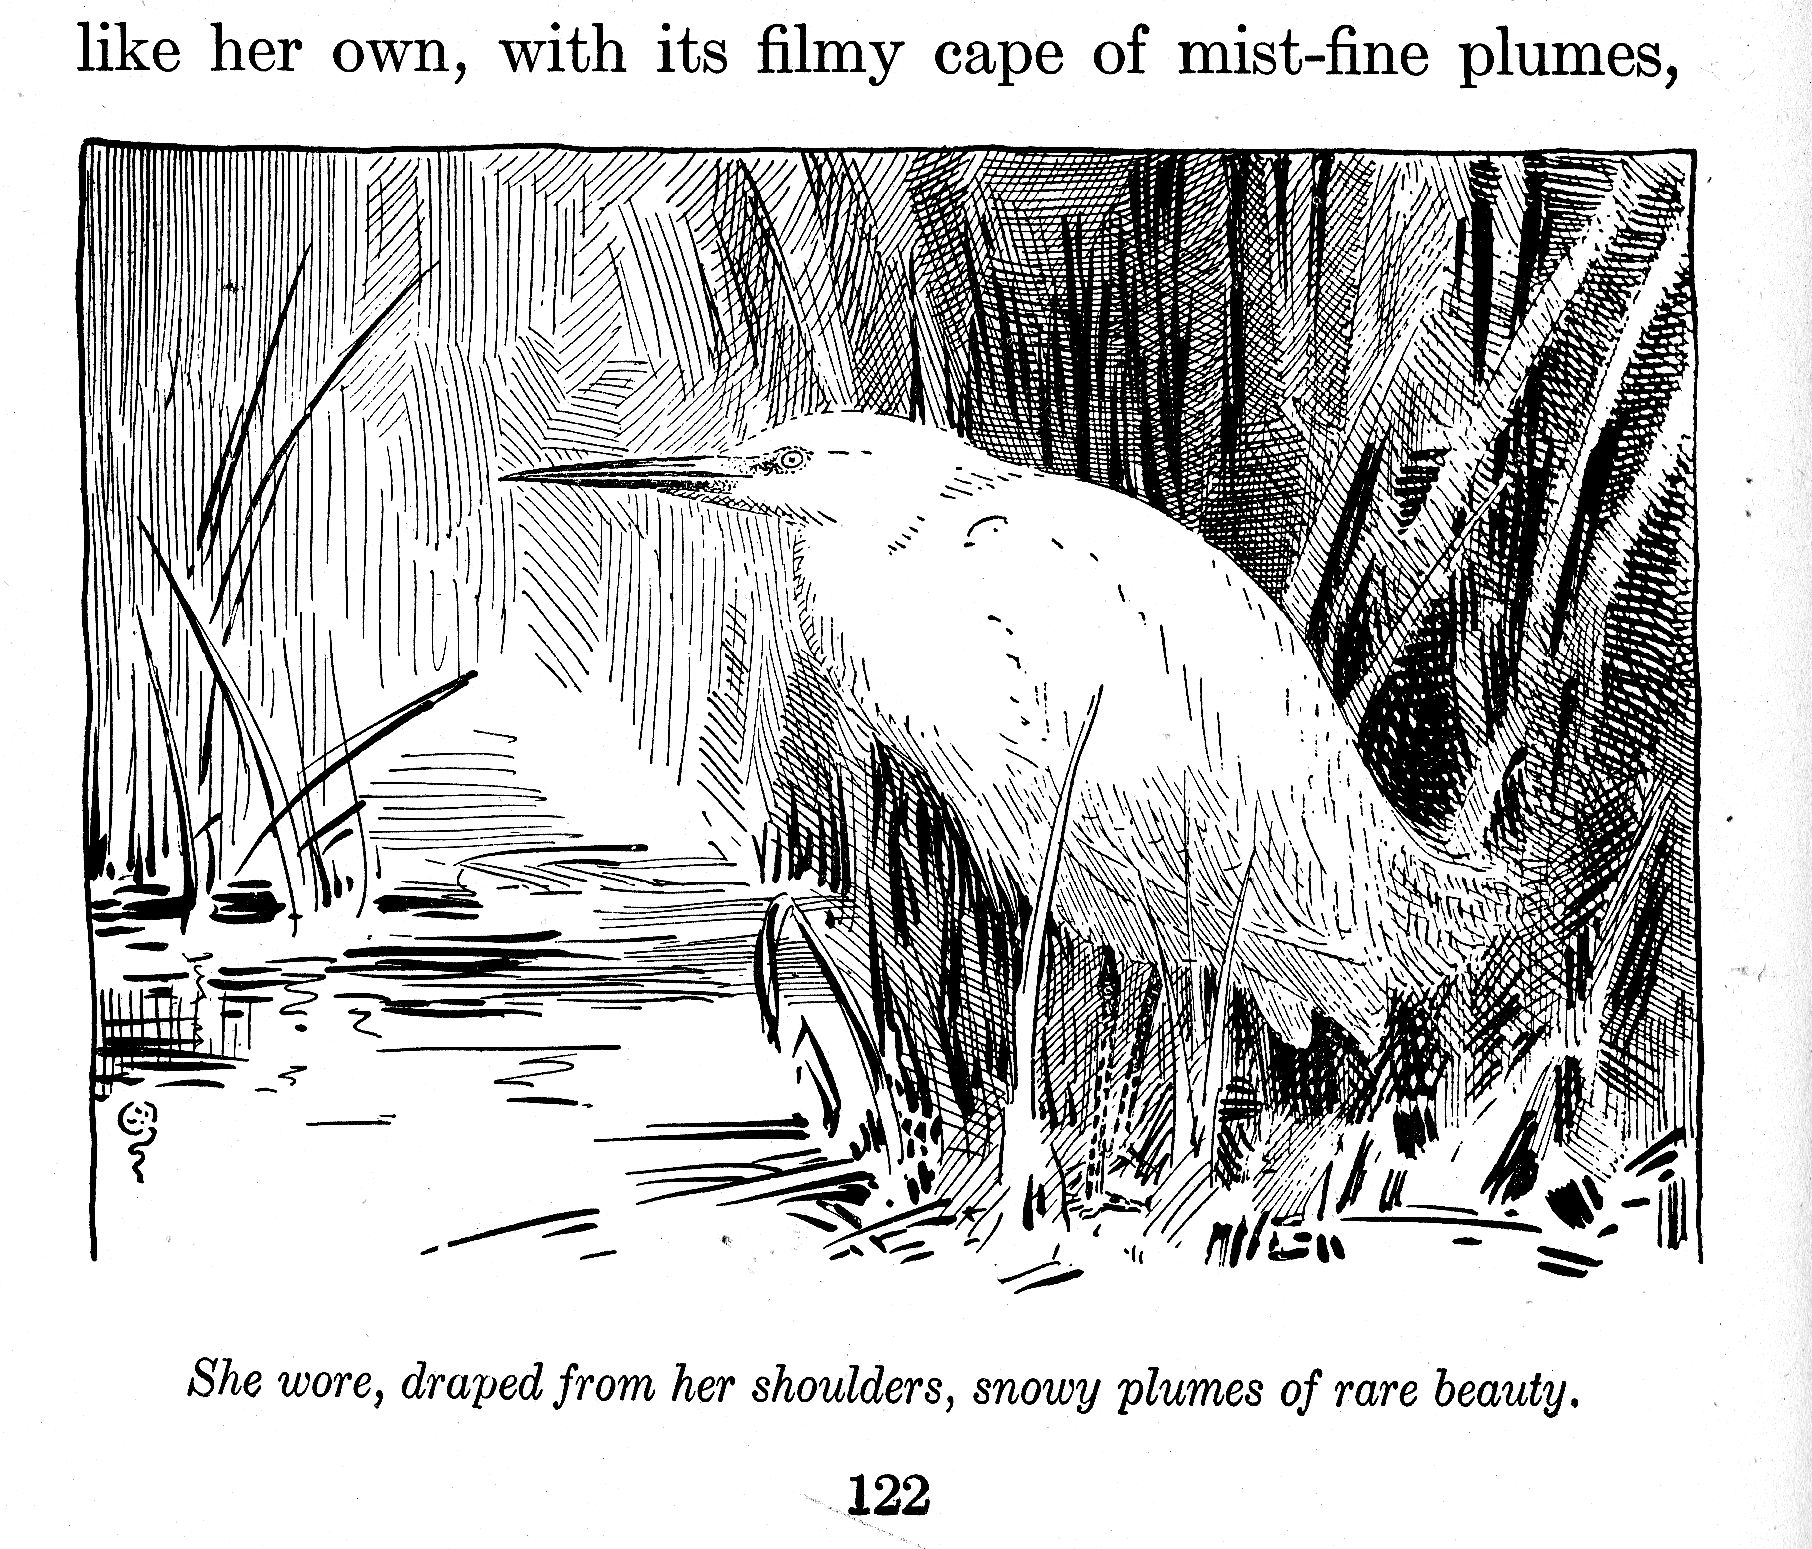 like her own, with its filmy cape of mist-fine plumes,
She wore, draped from her shoulders, snowy plumes of rare beauty.
122